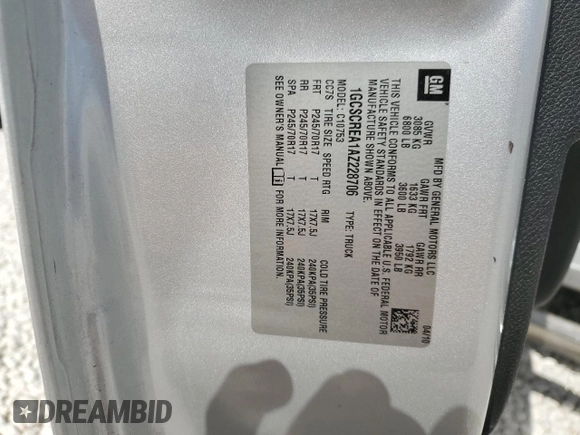 GM
MFD BY GENERAL MOTORS LLC
04/10
GVWR GAWR FRT GAWR RR
3085 KG 1633 KG 1792 KG
6800 LB 3600 LB 3950 LB
THIS VEHICLE CONFORMS TO ALL APPLICABLE U.S. FEDERAL MOTOR
VEHICLE SAFETY STANDARDS IN EFFECT ON THE DATE OF
MANUFACTURE SHOWN ABOVE.
1GCSCREA1AZ228706 TYPE: TRUCK
MODEL: C10753
CC7S TIRE SIZE SPEED RTG RIM COLD TIRE PRESSURE
FRT P245/70R17 T 17X7.5J 240KPA(35PSI)
RR P245/70R17 T 17X7.5J 240KPA(35PSI)
SPA P245/70R17 T 17X7.5J 240KPA(35PSI)
SEE OWNER'S MANUAL FOR MORE INFORMATION.
DREAMBID